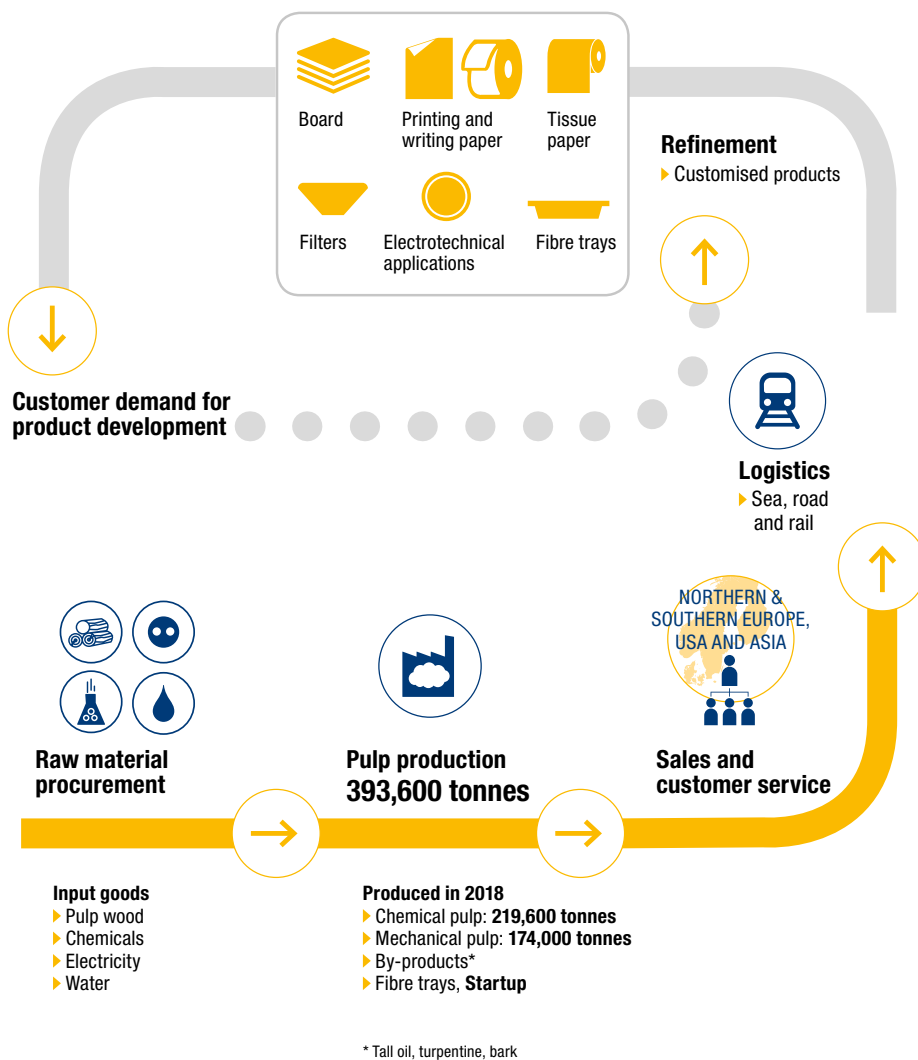 Board
Printing and
writing paper
Tissue
paper
Filters
Electrotechnical
applications
Fibre trays
Refinement
Customised products
Customer demand for
product development
Logistics
Sea, road
and rail
NORTHERN &
SOUTHERN EUROPE,
USA AND ASIA
Raw material
procurement
Pulp production
393,600 tonnes
Sales and
customer service
Input goods
Pulp wood
Chemicals
Electricity
Water
Produced in 2018
Chemical pulp: 219,600 tonnes
Mechanical pulp: 174,000 tonnes
By-products*
Fibre trays, Startup
* Tall oil, turpentine, bark